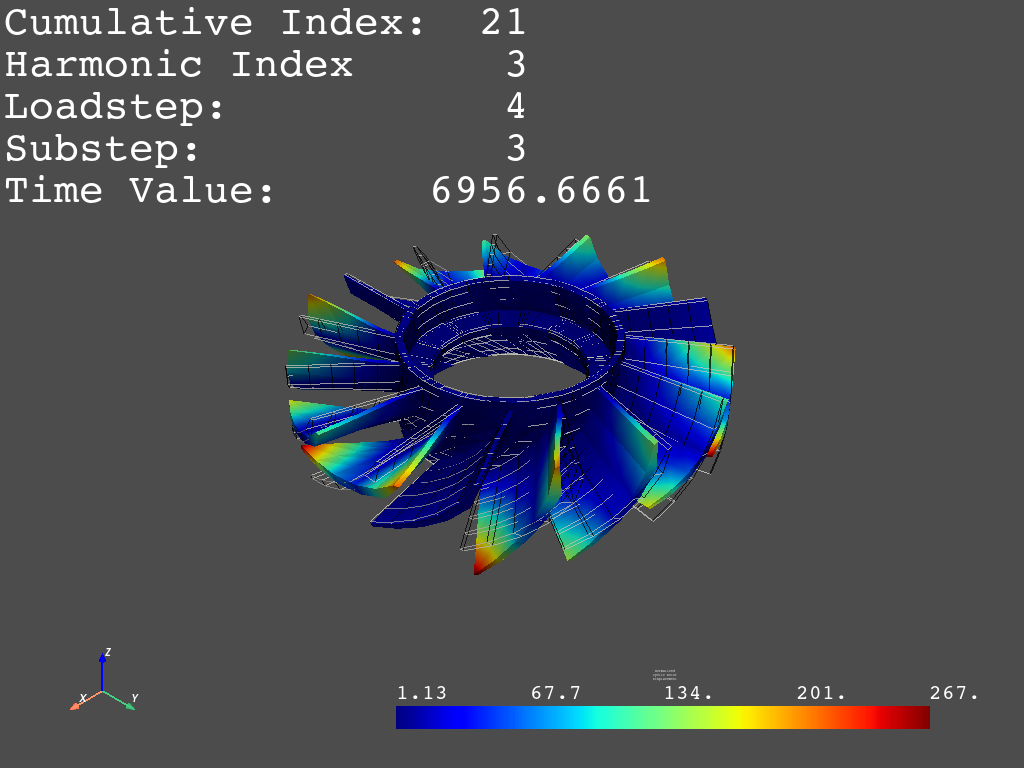 Cumulative Index: 21
Harmonic Index 3
Loadstep: 4
Substep: 3
Time Value: 6956.6661
Z
X Y
1.13 67.7 134. 201. 267.